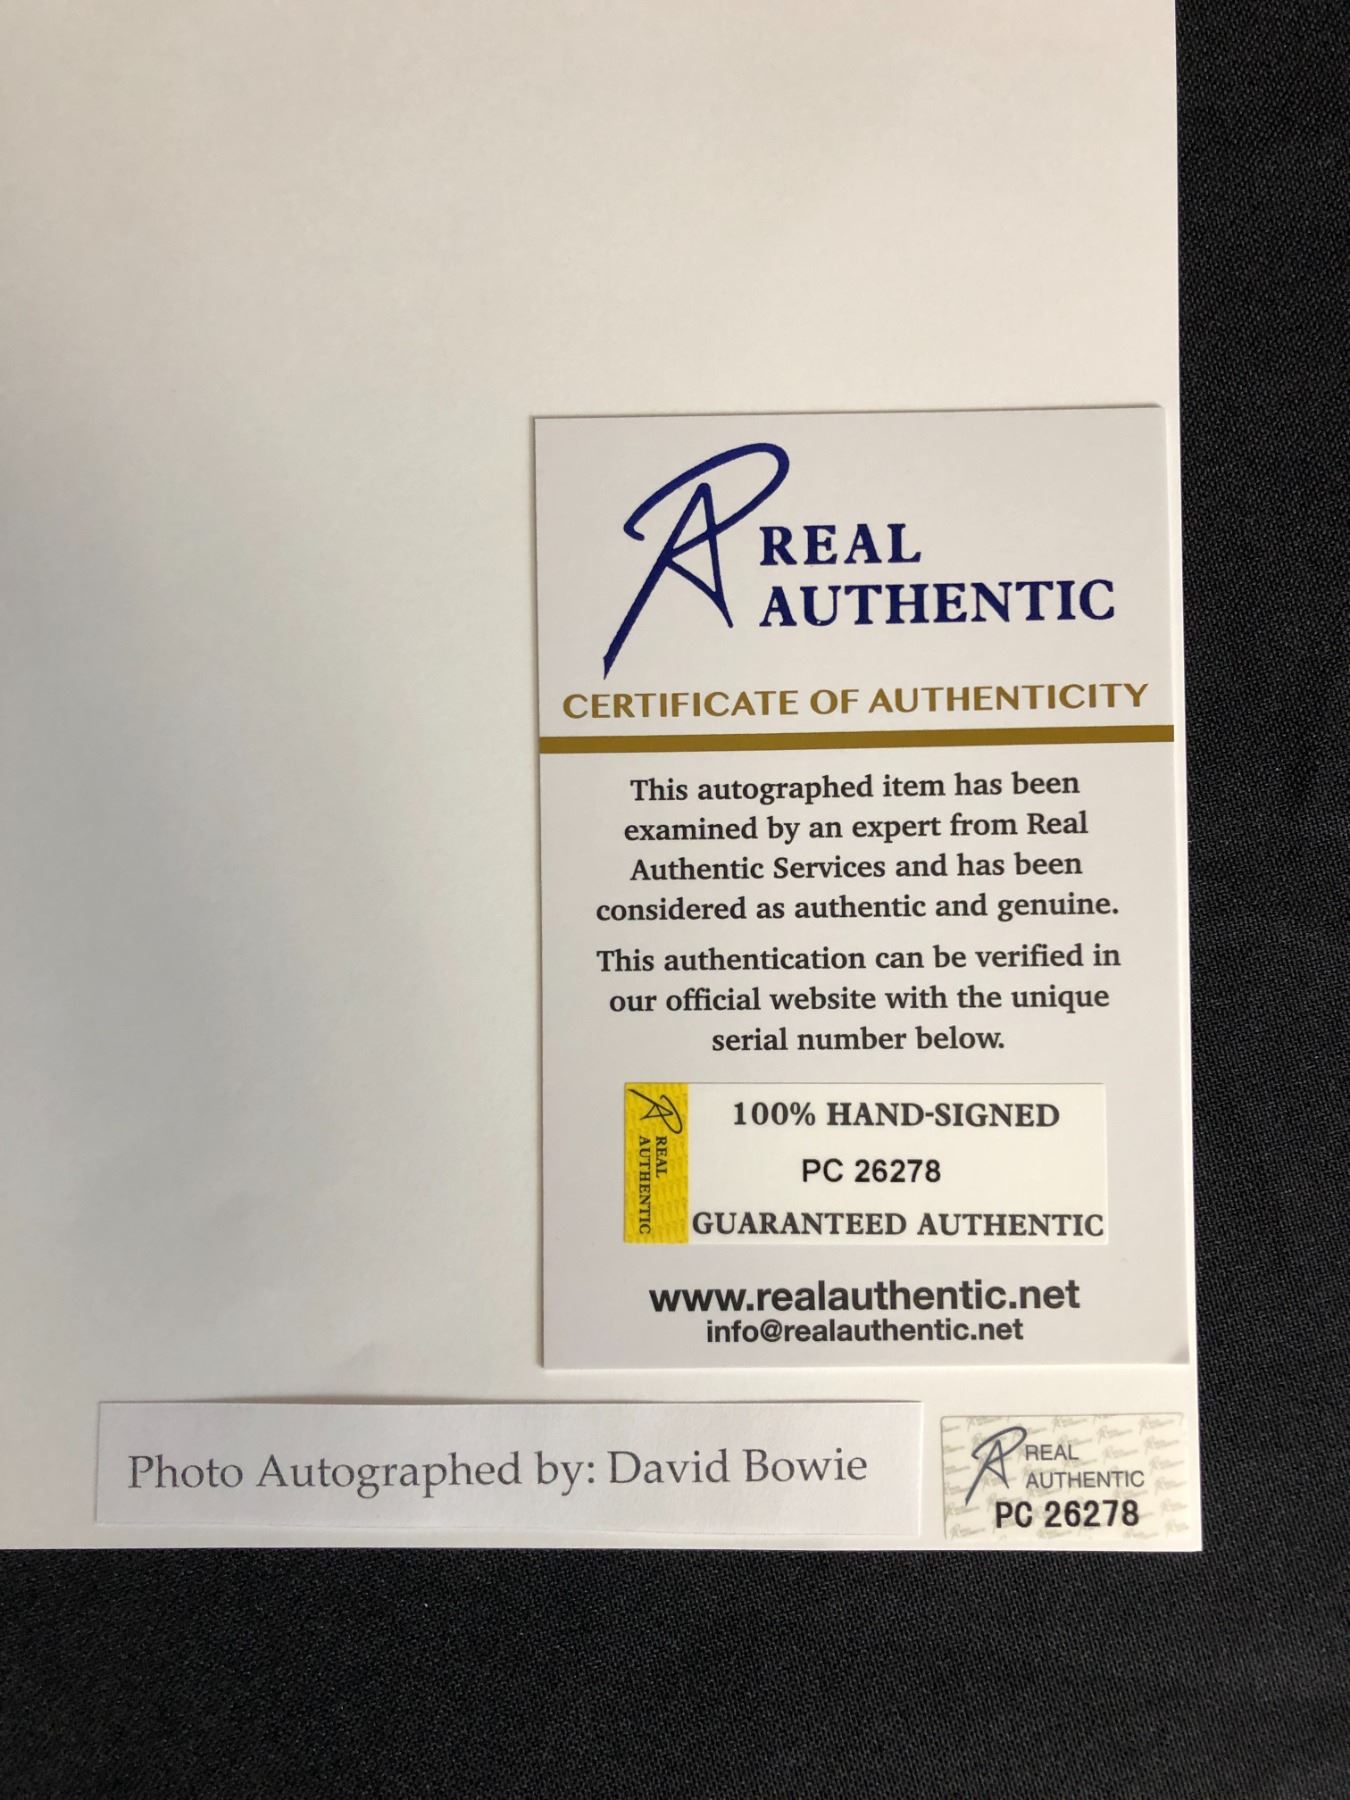 REAL
AUTHENTIC
CERTIFICATE OF AUTHENTICITY
This autographed item has been
examined by an expert from Real
Authentic Services and has been
considered as authentic and genuine.
This authentication can be verified in
our official website with the unique
serial number below.
REAL
AUTHENTIC
100% HAND-SIGNED
PC 26278
GUARANTEED AUTHENTIC
www.realauthentic.net
info@realauthentic.net
Photo Autographed by: David Bowie
REAL
AUTHENTIC
PC 26278